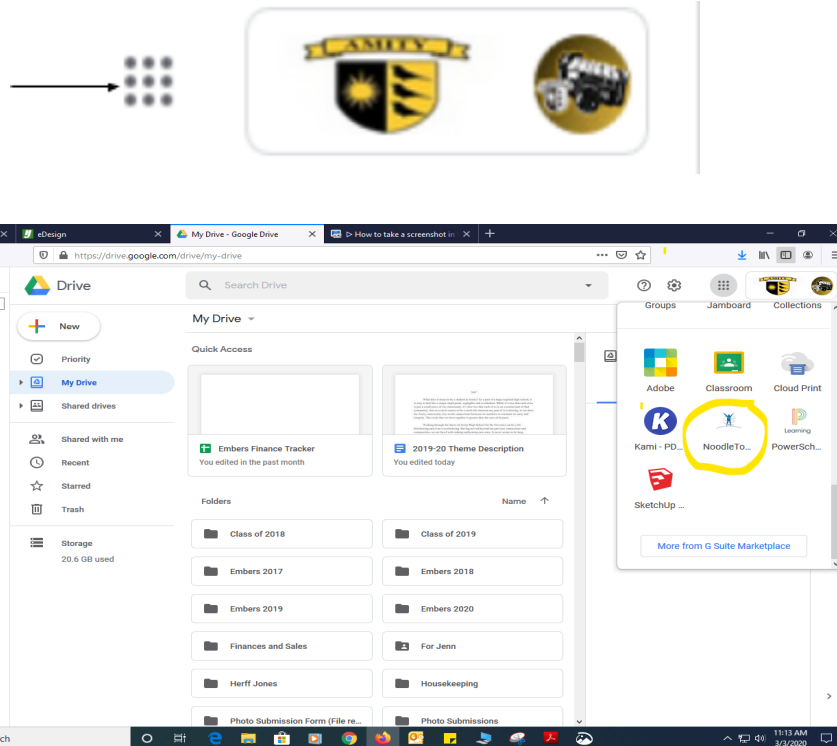 AMITY
eDesign
My Drive - Google Drive
How to take a screenshot in
https://drive.google.com/drive/my-drive
Drive
Search Drive
New
Priority
My Drive
Shared drives
Shared with me
Recent
Starred
Trash
Storage
20.6 GB used
My Drive
Quick Access
Embers Finance Tracker
You edited in the past month
2019-20 Theme Description
You edited today
Folders
Name
Class of 2018
Class of 2019
Embers 2017
Embers 2018
Embers 2019
Embers 2020
Finances and Sales
For Jenn
Herff Jones
Housekeeping
Photo Submission Form (File re...
Photo Submissions
Groups
Jamboard
Collections
Adobe
Classroom
Cloud Print
Learning
Kami - PD...
NoodleTo...
PowerSch...
SketchUp ...
More from G Suite Marketplace
ch
11:13 AM
3/3/2020